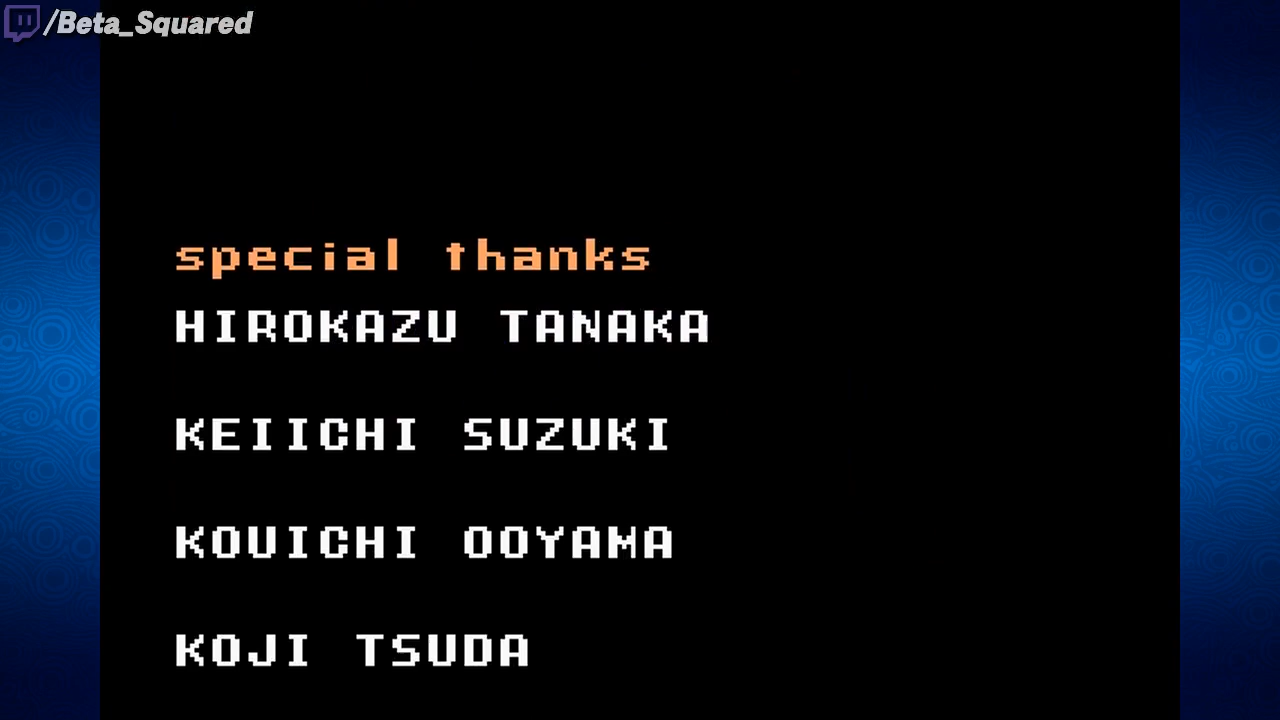 /Beta_Squared
special thanks
HIROKAZU TANAKA
KEIICHI SUZUKI
KOUICHI OOYAMA
KOJI TSUDA